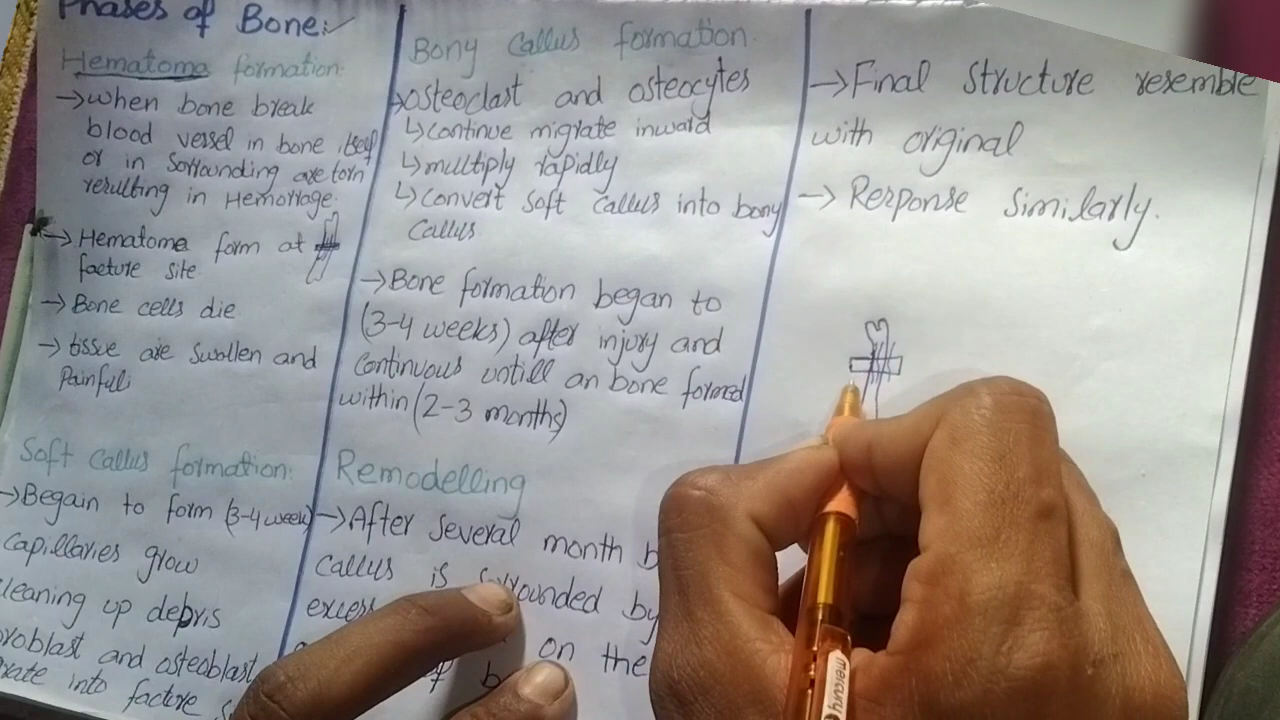 Phases of Bone:
Hematoma formation:
→when bone break
blood vessel in bone itself
or in Sorrounding are torn
resulting in Hemorrage.
→Hematoma form at
facture site
→Bone cells die
→tissue are Swollen and
Painful
Soft Callus formation:
→Begain to form (3-4 week)
Capillaries grow
cleaning up debris
and osteoblast
into facture
Bony Callus formation
→osteoclast and osteocytes
↳continue migrate inward
↳multiply rapidly
↳convert Soft Callus into bony
Callus
→Bone formation began to
(3-4 weeks) after injury and
continuous untill an bone formed
within (2-3 months)
Remodelling
→After several month b
callus is surrounded by
excess
on the
→Final Structure resemble
with original
→Response Similarly.
mercury